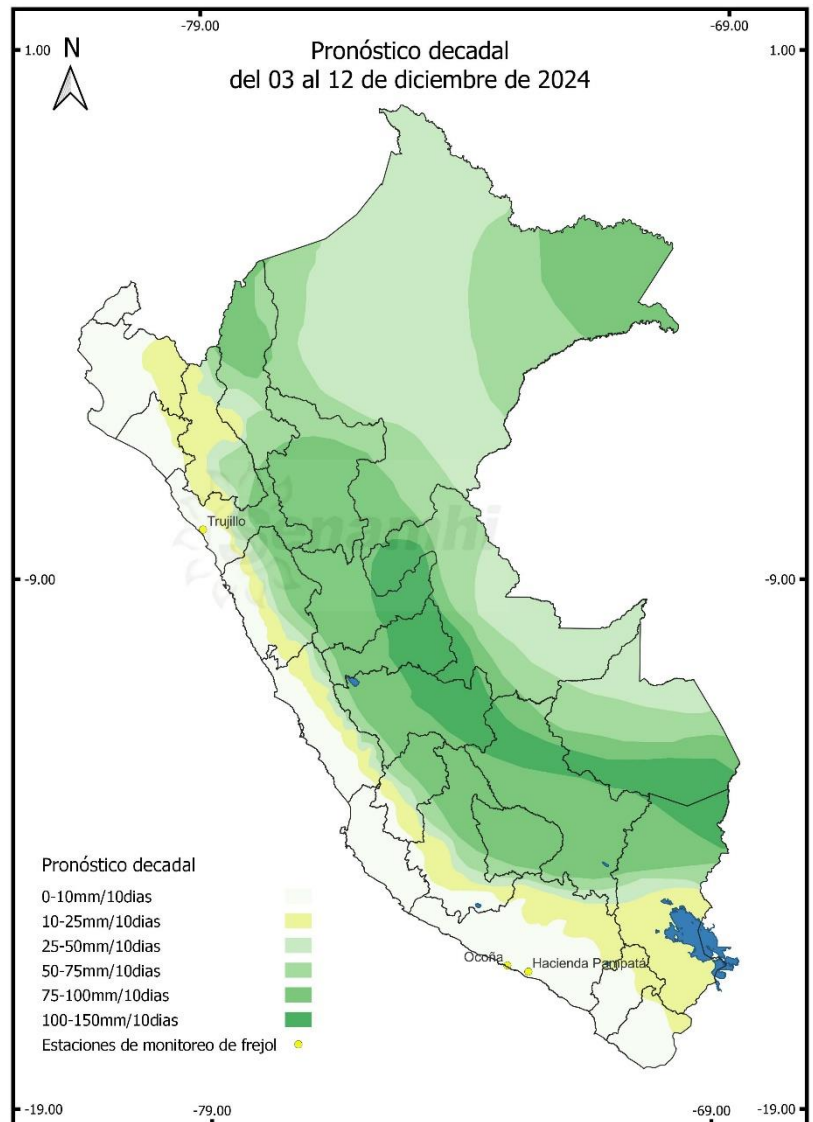 -79.00
-69.00
1.00
1.00
N
Pronóstico decadal
del 03 al 12 de diciembre de 2024
Trujillo
senamhi
-9.00
-9.00
Pronóstico decadal
0-10mm/10dias
10-25mm/10dias
25-50mm/10dias
50-75mm/10dias
75-100mm/10dias
100-150mm/10dias
Estaciones de monitoreo de frejol
Ocoña
Hacienda Pampatá
-19.00
-79.00
-69.00
-19.00